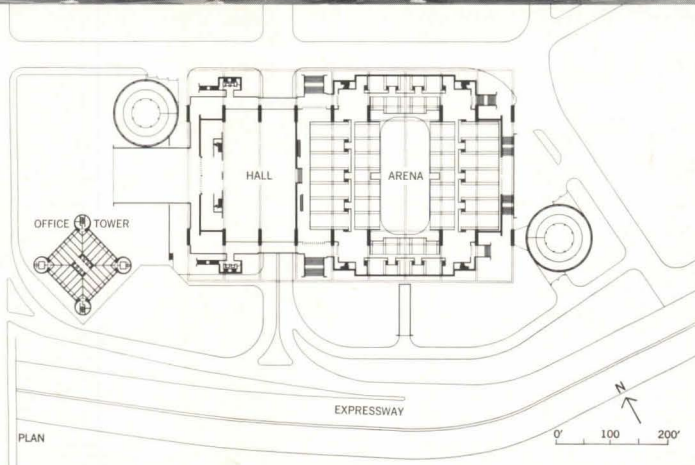 HALL
ARENA
OFFICE TOWER
EXPRESSWAY
N
PLAN
0' 100 200'